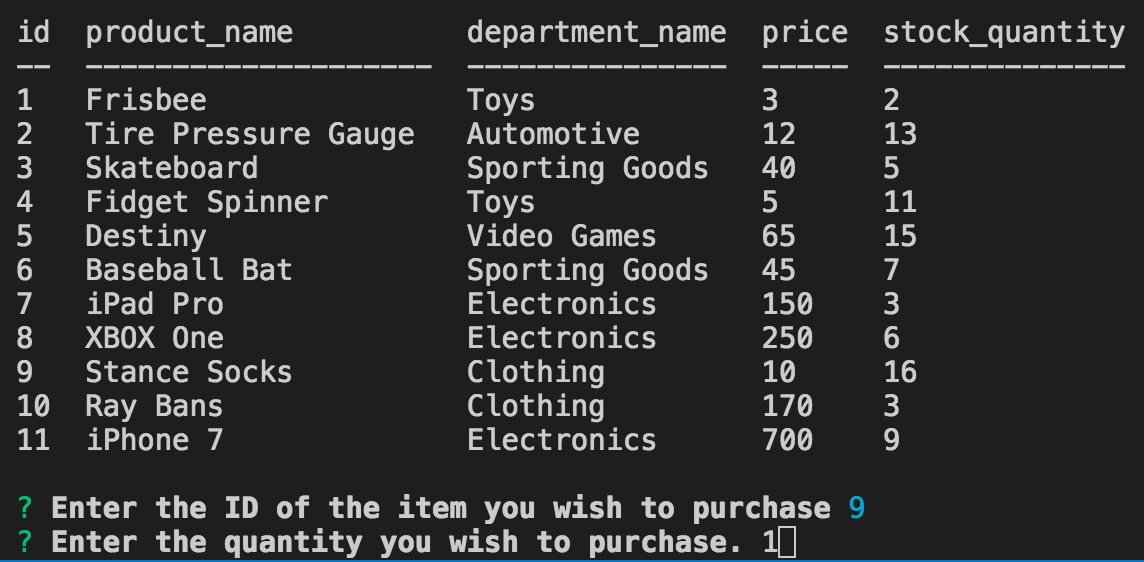 id  product_name          department_name  price  stock_quantity
--  --------------------  ---------------  -----  --------------
1   Frisbee               Toys             3      2
2   Tire Pressure Gauge   Automotive       12     13
3   Skateboard            Sporting Goods   40     5
4   Fidget Spinner        Toys             5      11
5   Destiny               Video Games      65     15
6   Baseball Bat          Sporting Goods   45     7
7   iPad Pro              Electronics      150    3
8   XBOX One              Electronics      250    6
9   Stance Socks          Clothing         10     16
10  Ray Bans              Clothing         170    3
11  iPhone 7              Electronics      700    9
? Enter the ID of the item you wish to purchase 9
? Enter the quantity you wish to purchase. 1